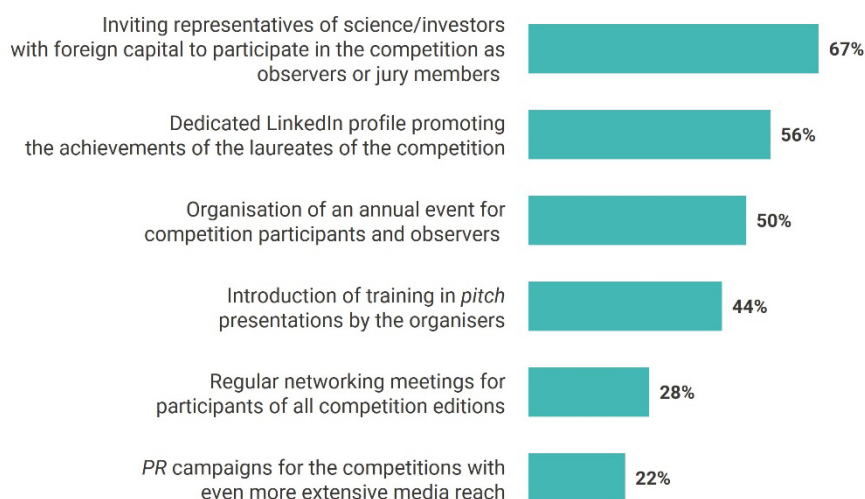 Inviting representatives of science/investors
with foreign capital to participate in the competition as
observers or jury members
67%
Dedicated LinkedIn profile promoting
the achievements of the laureates of the competition
56%
Organisation of an annual event for
competition participants and observers
50%
Introduction of training in pitch
presentations by the organisers
44%
Regular networking meetings for
participants of all competition editions
28%
PR campaigns for the competitions with
even more extensive media reach
22%